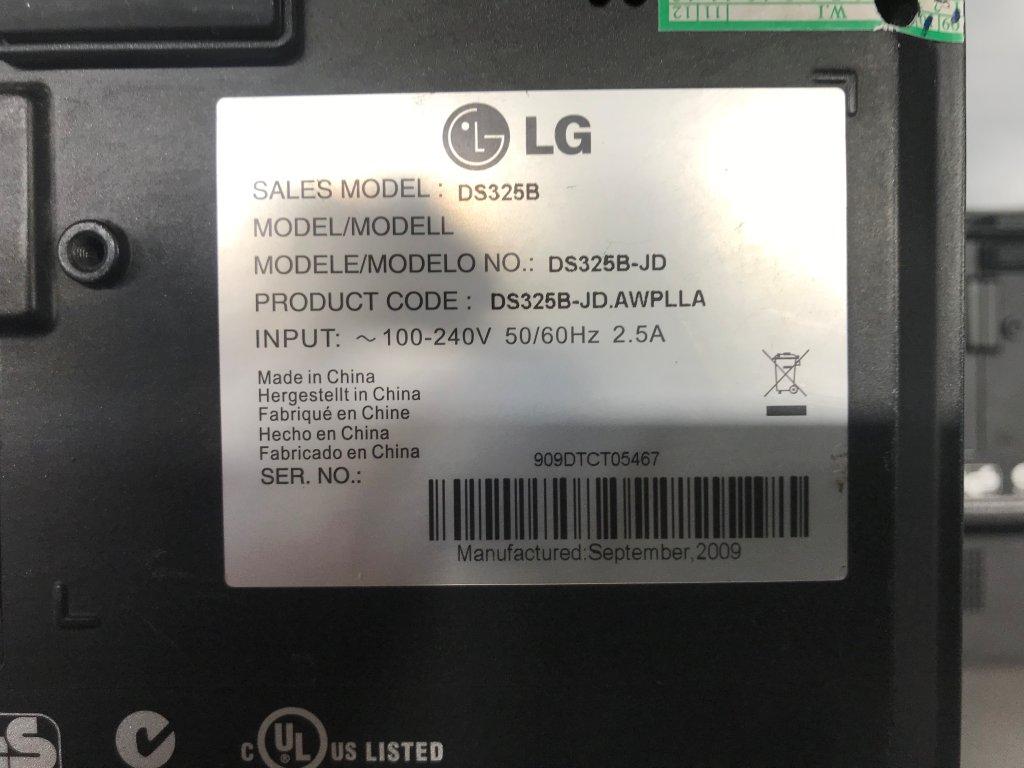 W.I
11 12
LG
SALES MODEL : DS325B
MODEL/MODELL
MODELE/MODELO NO.: DS325B-JD
PRODUCT CODE : DS325B-JD.AWPLLA
INPUT: ～100-240V 50/60Hz 2.5A
Made in China
Hergestellt in China
Fabriqué en Chine
Hecho en China
Fabricado en China
SER. NO.:
909DTCT05467
Manufactured:September,2009
C UL US LISTED